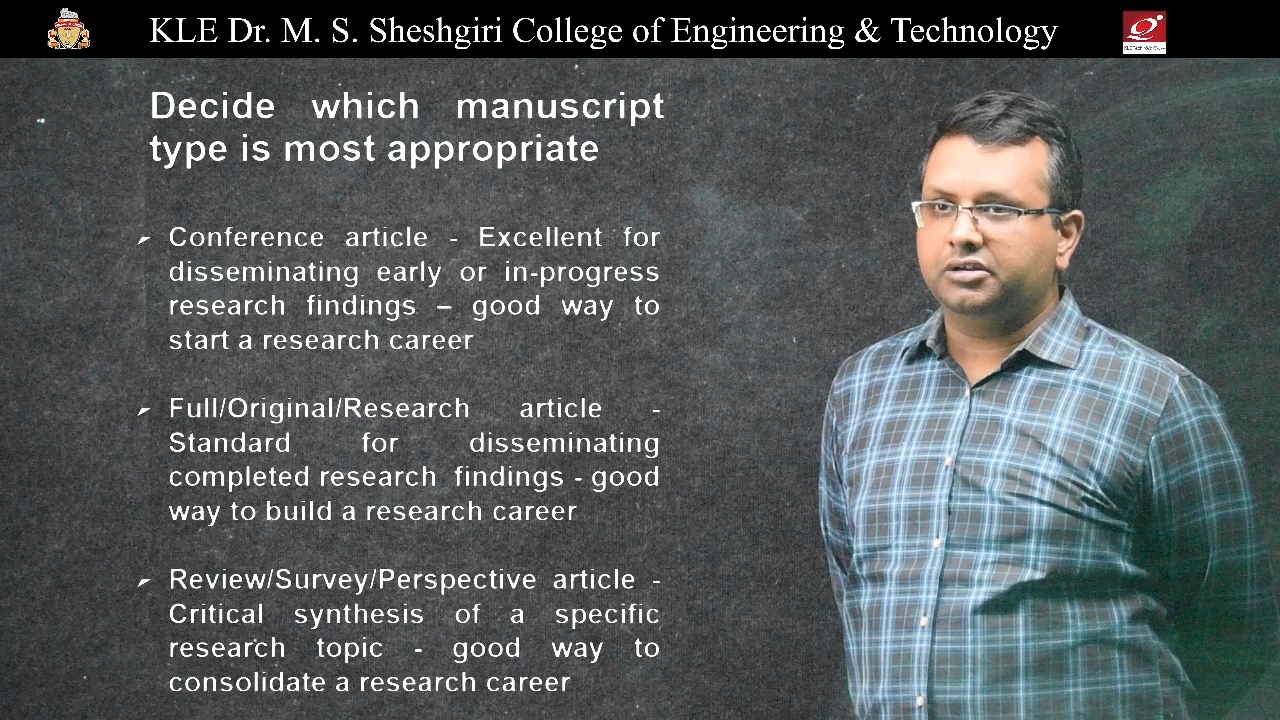 KLE Dr. M. S. Sheshgiri College of Engineering & Technology
Decide which manuscript
type is most appropriate
Conference article - Excellent for
disseminating early or in-progress
research findings – good way to
start a research career
Full/Original/Research article -
Standard for disseminating
completed research findings - good
way to build a research career
Review/Survey/Perspective article -
Critical synthesis of a specific
research topic - good way to
consolidate a research career